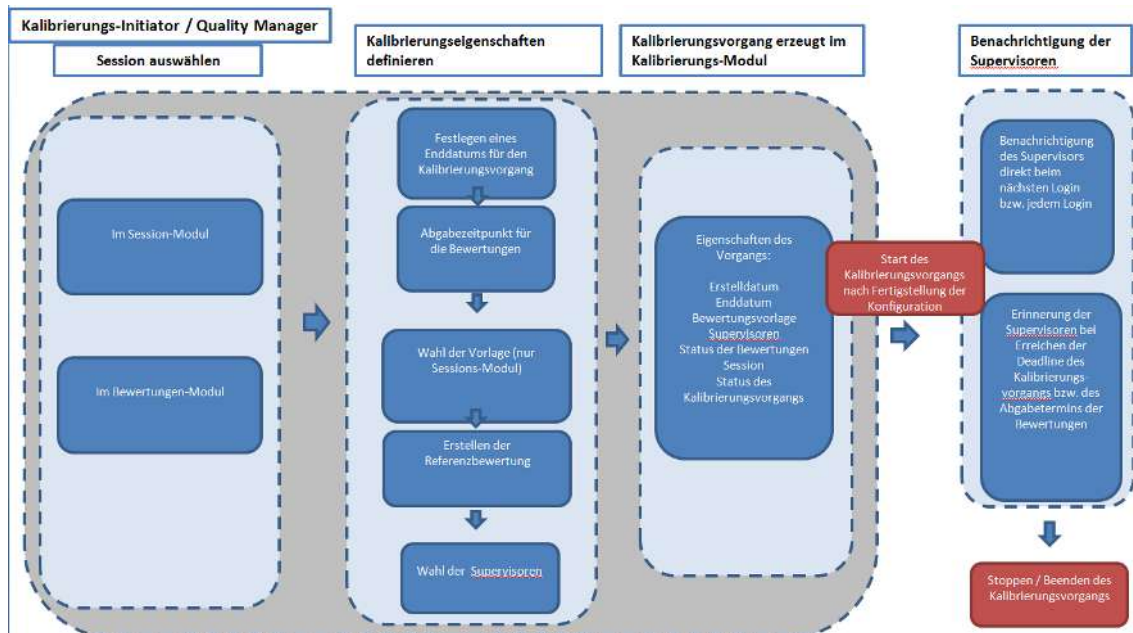 Kalibrierungs-Initiator / Quality Manager
Session auswählen
Kalibrierungseigenschaften
definieren
Kalibrierungsvorgang erzeugt im
Kalibrierungs-Modul
Benachrichtigung der
Supervisoren
Im Session-Modul
Im Bewertungen-Modul
Festlegen eines
Enddatums für den
Kalibrierungsvorgang
Abgabezeitpunkt für
die Bewertungen
Wahl der Vorlage (nur
Sessions-Modul)
Erstellen der
Referenzbewertung
Wahl der Supervisoren
Eigenschaften des
Vorgangs:
Erstelldatum
Enddatum
Bewertungsvorlage
Supervisoren
Status der Bewertungen
Session
Status des
Kalibrierungsvorgangs
Start des
Kalibrierungsvorgangs
nach Fertigstellung der
Konfiguration
Benachrichtigung
des Supervisors
direkt beim
nächsten Login
bzw. jedem Login
Erinnerung der
Supervisoren bei
Erreichen der
Deadline des
Kalibrierungs-
vorgangs bzw. des
Abgabetermins der
Bewertungen
Stoppen / Beenden des
Kalibrierungsvorgangs